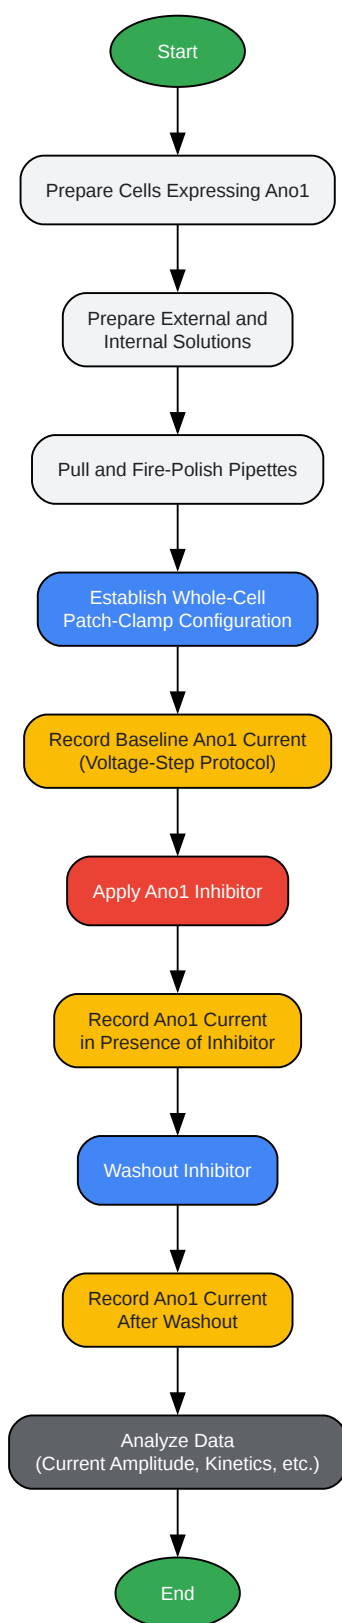 Start
Prepare Cells Expressing Ano1
Prepare External and
Internal Solutions
Pull and Fire-Polish Pipettes
Establish Whole-Cell
Patch-Clamp Configuration
Record Baseline Ano1 Current
(Voltage-Step Protocol)
Apply Ano1 Inhibitor
Record Ano1 Current
in Presence of Inhibitor
Washout Inhibitor
Record Ano1 Current
After Washout
Analyze Data
(Current Amplitude, Kinetics, etc.)
End